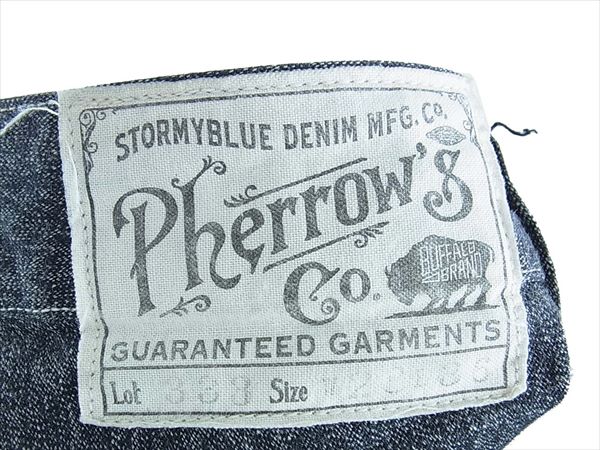 STORMYBLUE DENIM MFG. Co.
Pherrow's
Co.
BUFFALO
BRAND
GUARANTEED GARMENTS
Lot Size